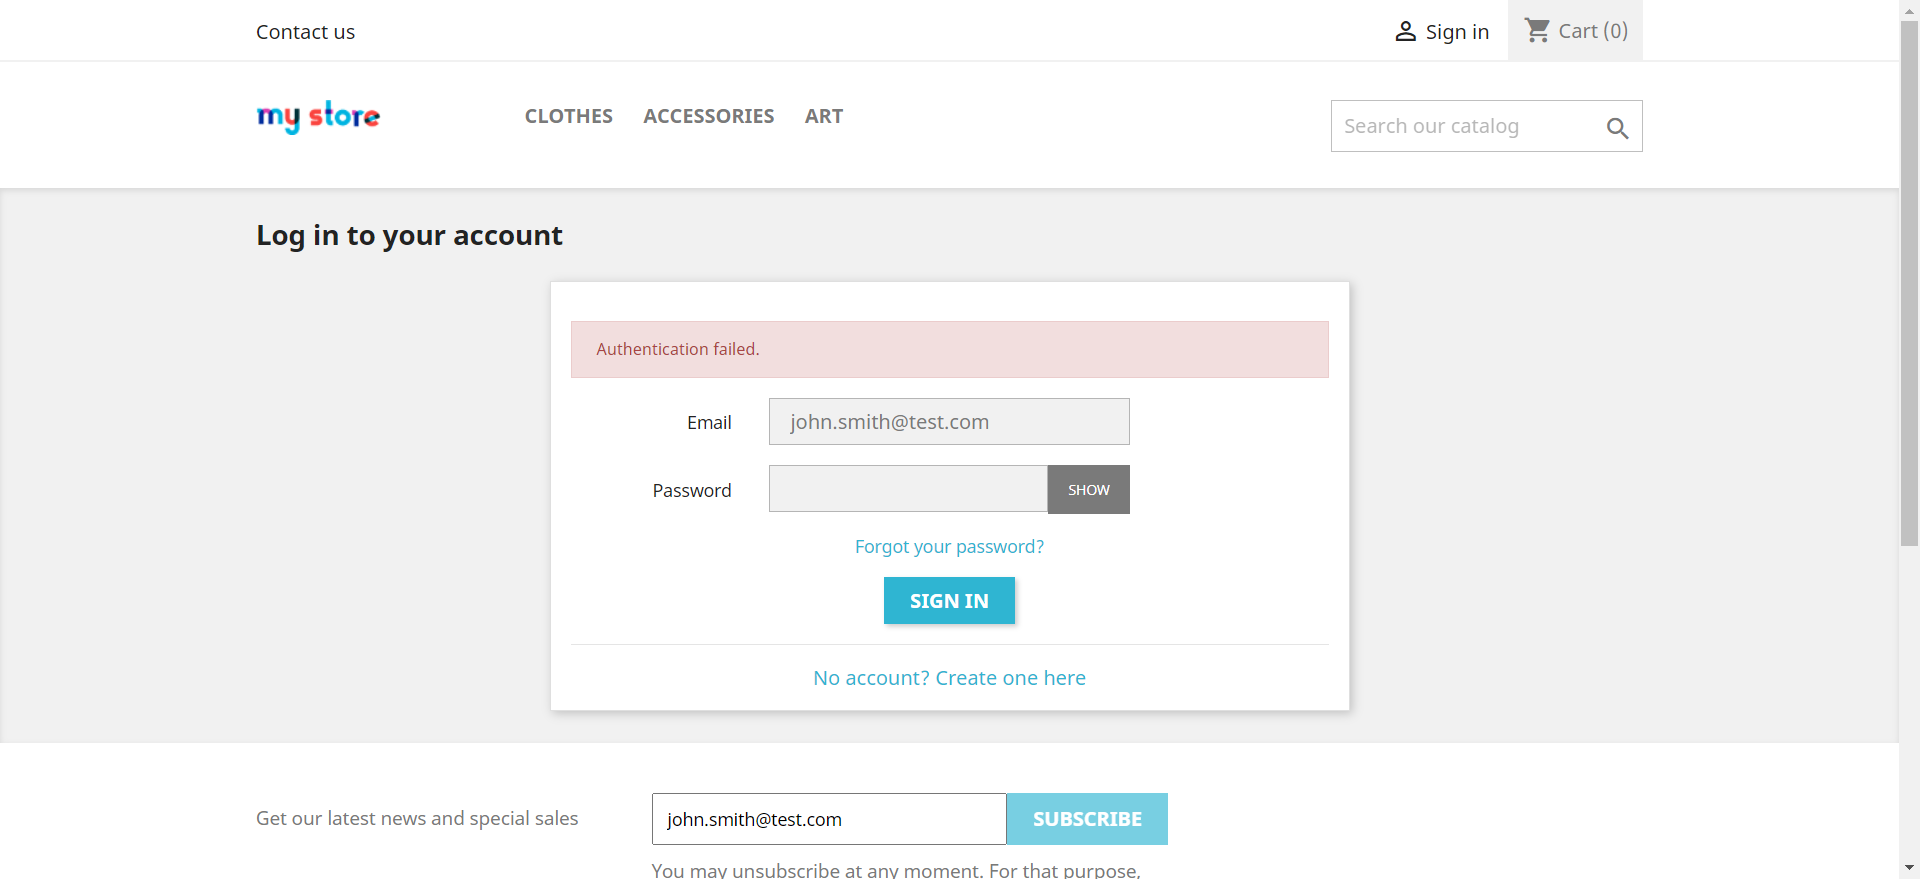 Contact us
Sign in
Cart (0)
my store
CLOTHES ACCESSORIES ART
Search our catalog
Log in to your account
Authentication failed.
Email
john.smith@test.com
Password
SHOW
Forgot your password?
SIGN IN
No account? Create one here
Get our latest news and special sales
john.smith@test.com
SUBSCRIBE
You may unsubscribe at any moment. For that purpose,